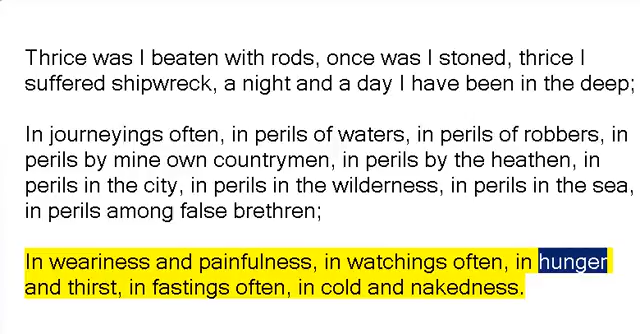 Thrice was I beaten with rods, once was I stoned, thrice I
suffered shipwreck, a night and a day I have been in the deep;
In journeyings often, in perils of waters, in perils of robbers, in
perils by mine own countrymen, in perils by the heathen, in
perils in the city, in perils in the wilderness, in perils in the sea,
in perils among false brethren;
In weariness and painfulness, in watchings often, in hunger
and thirst, in fastings often, in cold and nakedness.